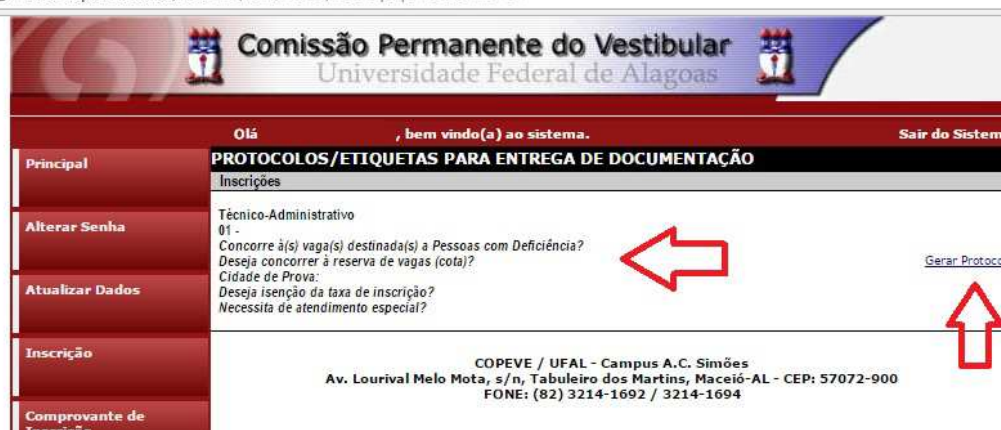 Comissão Permanente do Vestibular
Universidade Federal de Alagoas
Olá , bem vindo(a) ao sistema.
Sair do Sistem
Principal
PROTOCOLOS/ETIQUETAS PARA ENTREGA DE DOCUMENTAÇÃO
Inscrições
Técnico-Administrativo
01 -
Concorre à(s) vaga(s) destinada(s) a Pessoas com Deficiência?
Deseja concorrer à reserva de vagas (cota)?
Cidade de Prova:
Deseja isenção da taxa de inscrição?
Necessita de atendimento especial?
Gerar Protoco
Alterar Senha
Atualizar Dados
Inscrição
Comprovante de
COPEVE / UFAL - Campus A.C. Simões
Av. Lourival Melo Mota, s/n, Tabuleiro dos Martins, Maceió-AL - CEP: 57072-900
FONE: (82) 3214-1692 / 3214-1694